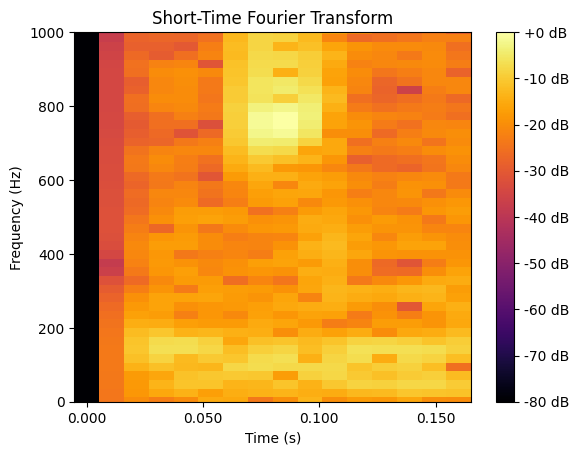 Short-Time Fourier Transform
1000
800
600
400
200
0
Frequency (Hz)
0.000
0.050
0.100
0.150
Time (s)
+0 dB
-10 dB
-20 dB
-30 dB
-40 dB
-50 dB
-60 dB
-70 dB
-80 dB